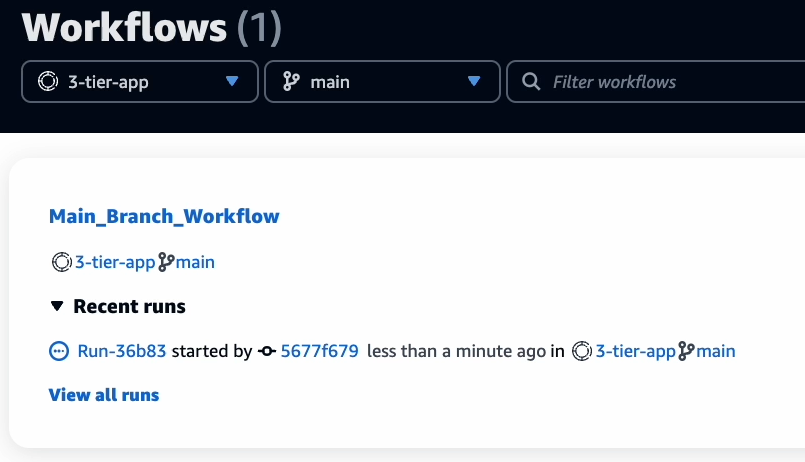 Workflows (1)
3-tier-app main Filter workflows
Main_Branch_Workflow
3-tier-app main
Recent runs
Run-36b83 started by 5677f679 less than a minute ago in 3-tier-app main
View all runs